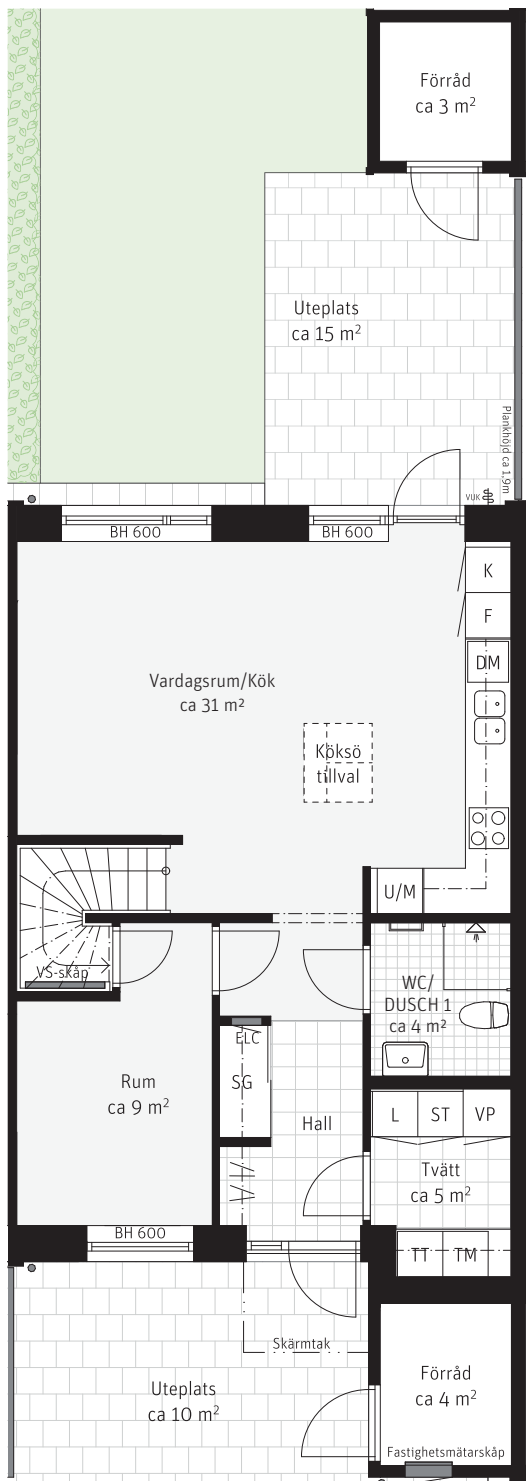 Förråd
ca 3 m²
Uteplats
ca 15 m²
Plankhöjd ca 1,9m
VUK
BH 600
BH 600
K
F
DM
Vardagsrum/Kök
ca 31 m²
Köksö
tillval
U/M
VS-skåp
WC/
DUSCH 1
ca 4 m²
ELC
SG
Rum
ca 9 m²
Hall
L
ST
VP
Tvätt
ca 5 m²
BH 600
TT
TM
Skärmtak
Förråd
ca 4 m²
Uteplats
ca 10 m²
Fastighetsmätarskåp